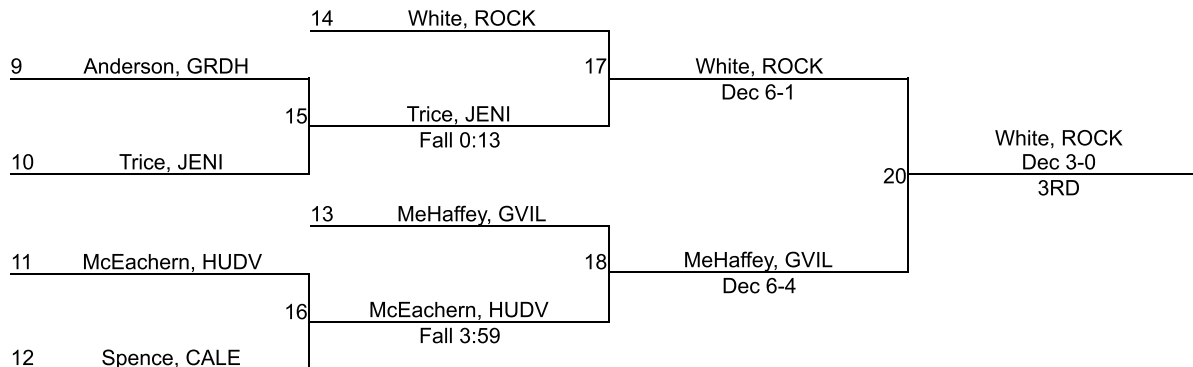 14 White, ROCK
9 Anderson, GRDH
17 White, ROCK
Dec 6-1
15 Trice, JENI
Fall 0:13
10 Trice, JENI
White, ROCK
Dec 3-0
20
3RD
13 MeHaffey, GVIL
11 McEachern, HUDV
18 MeHaffey, GVIL
Dec 6-4
16 McEachern, HUDV
Fall 3:59
12 Spence, CALE